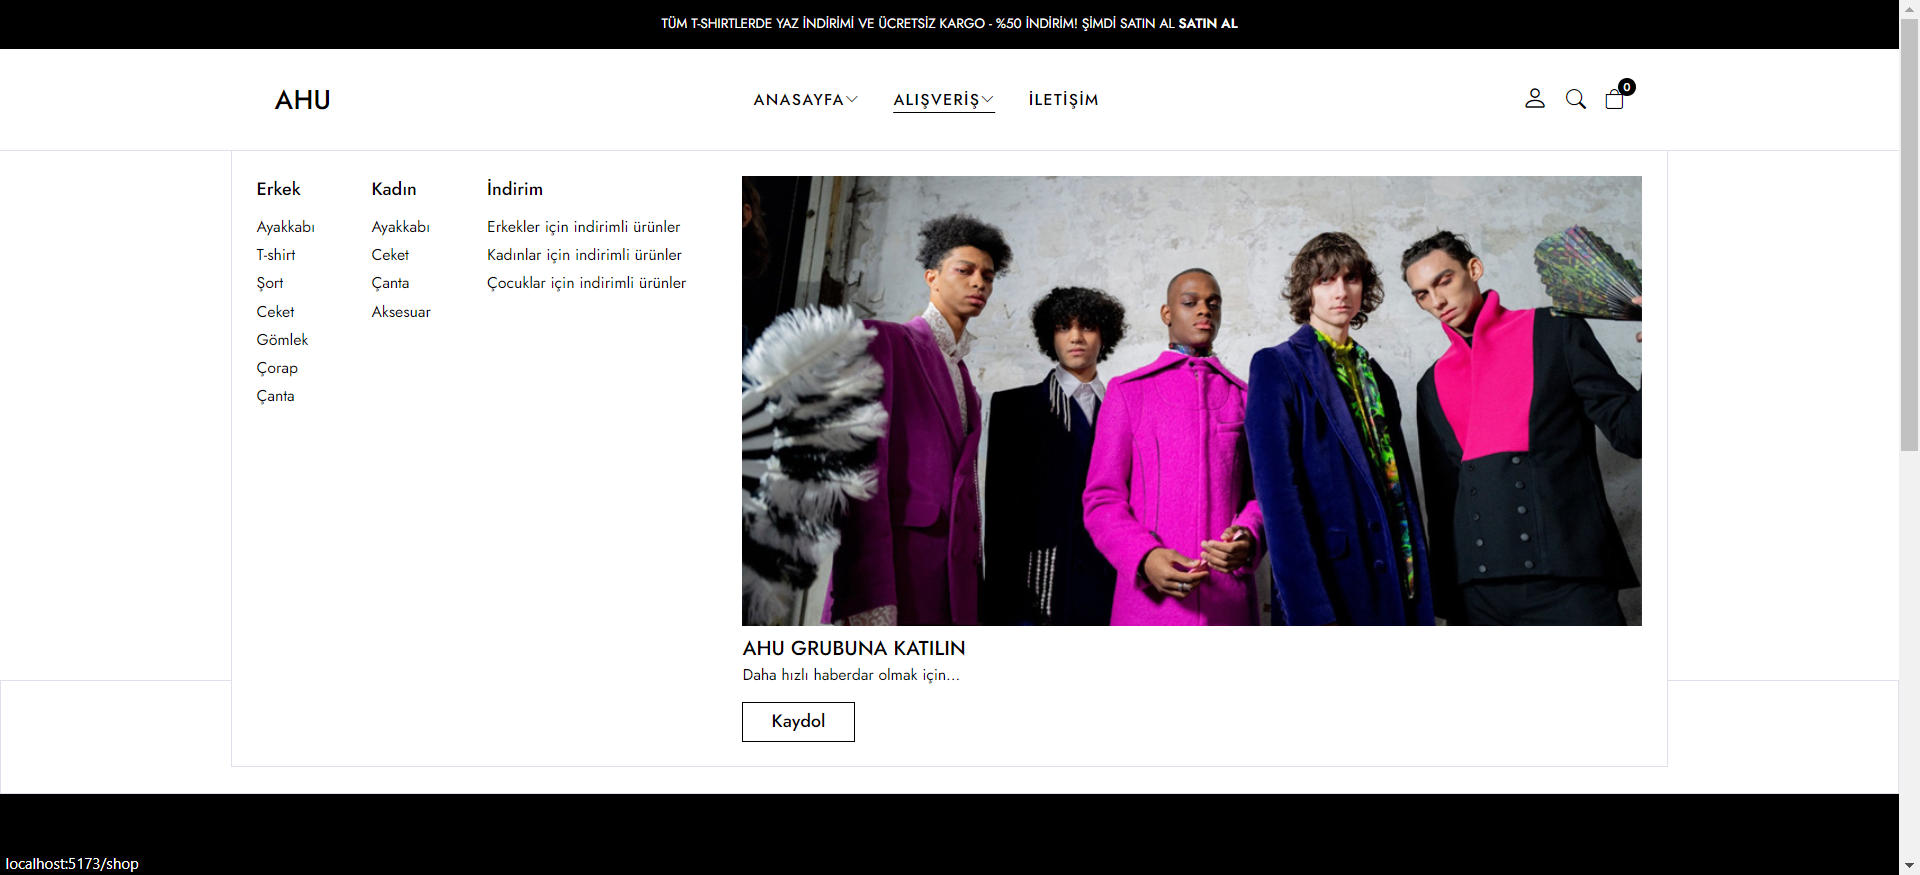 TÜM T-SHIRTLERDE YAZ İNDİRİMİ VE ÜCRETSİZ KARGO - %50 İNDİRİM! ŞİMDİ SATIN AL SATIN AL
AHU
ANASAYFA
ALIŞVERİŞ
İLETİŞİM
0
Erkek
Ayakkabı
T-shirt
Şort
Ceket
Gömlek
Çorap
Çanta
Kadın
Ayakkabı
Ceket
Çanta
Aksesuar
İndirim
Erkekler için indirimli ürünler
Kadınlar için indirimli ürünler
Çocuklar için indirimli ürünler
AHU GRUBUNA KATILIN
Daha hızlı haberdar olmak için...
Kaydol
localhost:5173/shop